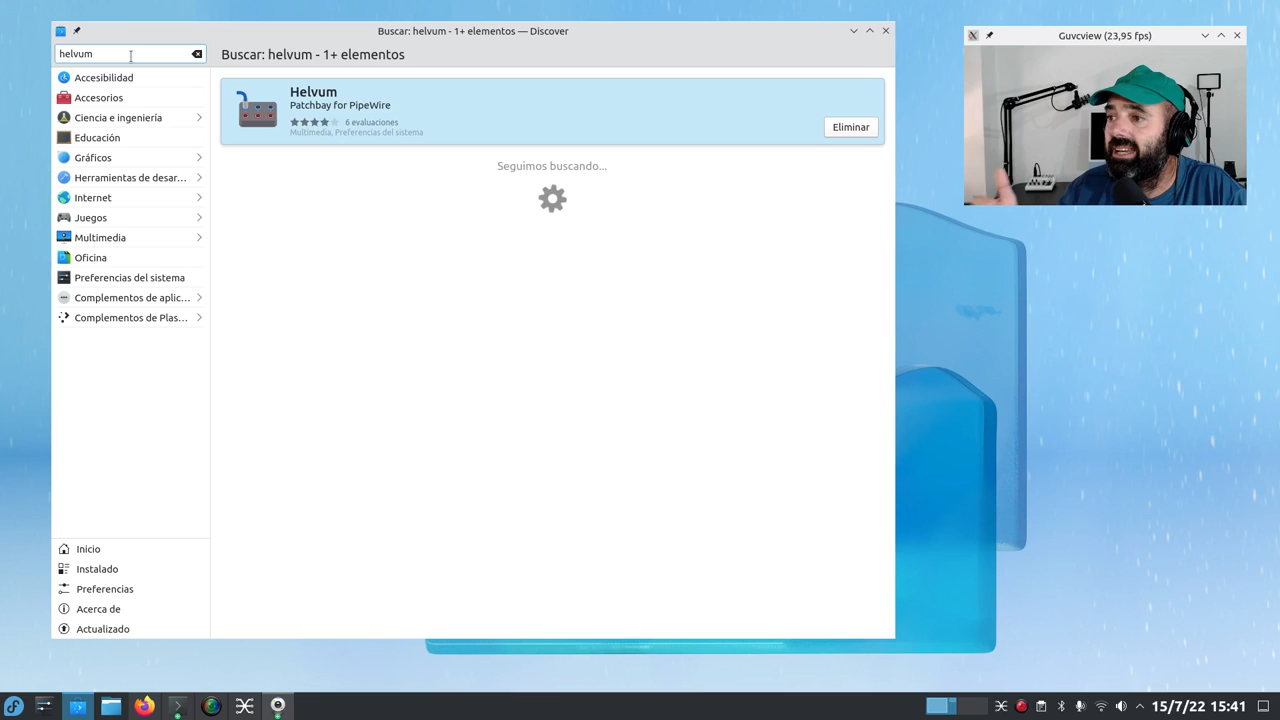 Buscar: helvum - 1+ elementos — Discover
helvum
Buscar: helvum - 1+ elementos
Accesibilidad
Accesorios
Ciencia e ingeniería
Educación
Gráficos
Herramientas de desar...
Internet
Juegos
Multimedia
Oficina
Preferencias del sistema
Complementos de aplic...
Complementos de Plas...
Inicio
Instalado
Preferencias
Acerca de
Actualizado
Helvum
Patchbay for PipeWire
6 evaluaciones
Multimedia, Preferencias del sistema
Eliminar
Seguimos buscando...
Guvcview (23,95 fps)
15/7/22 15:41